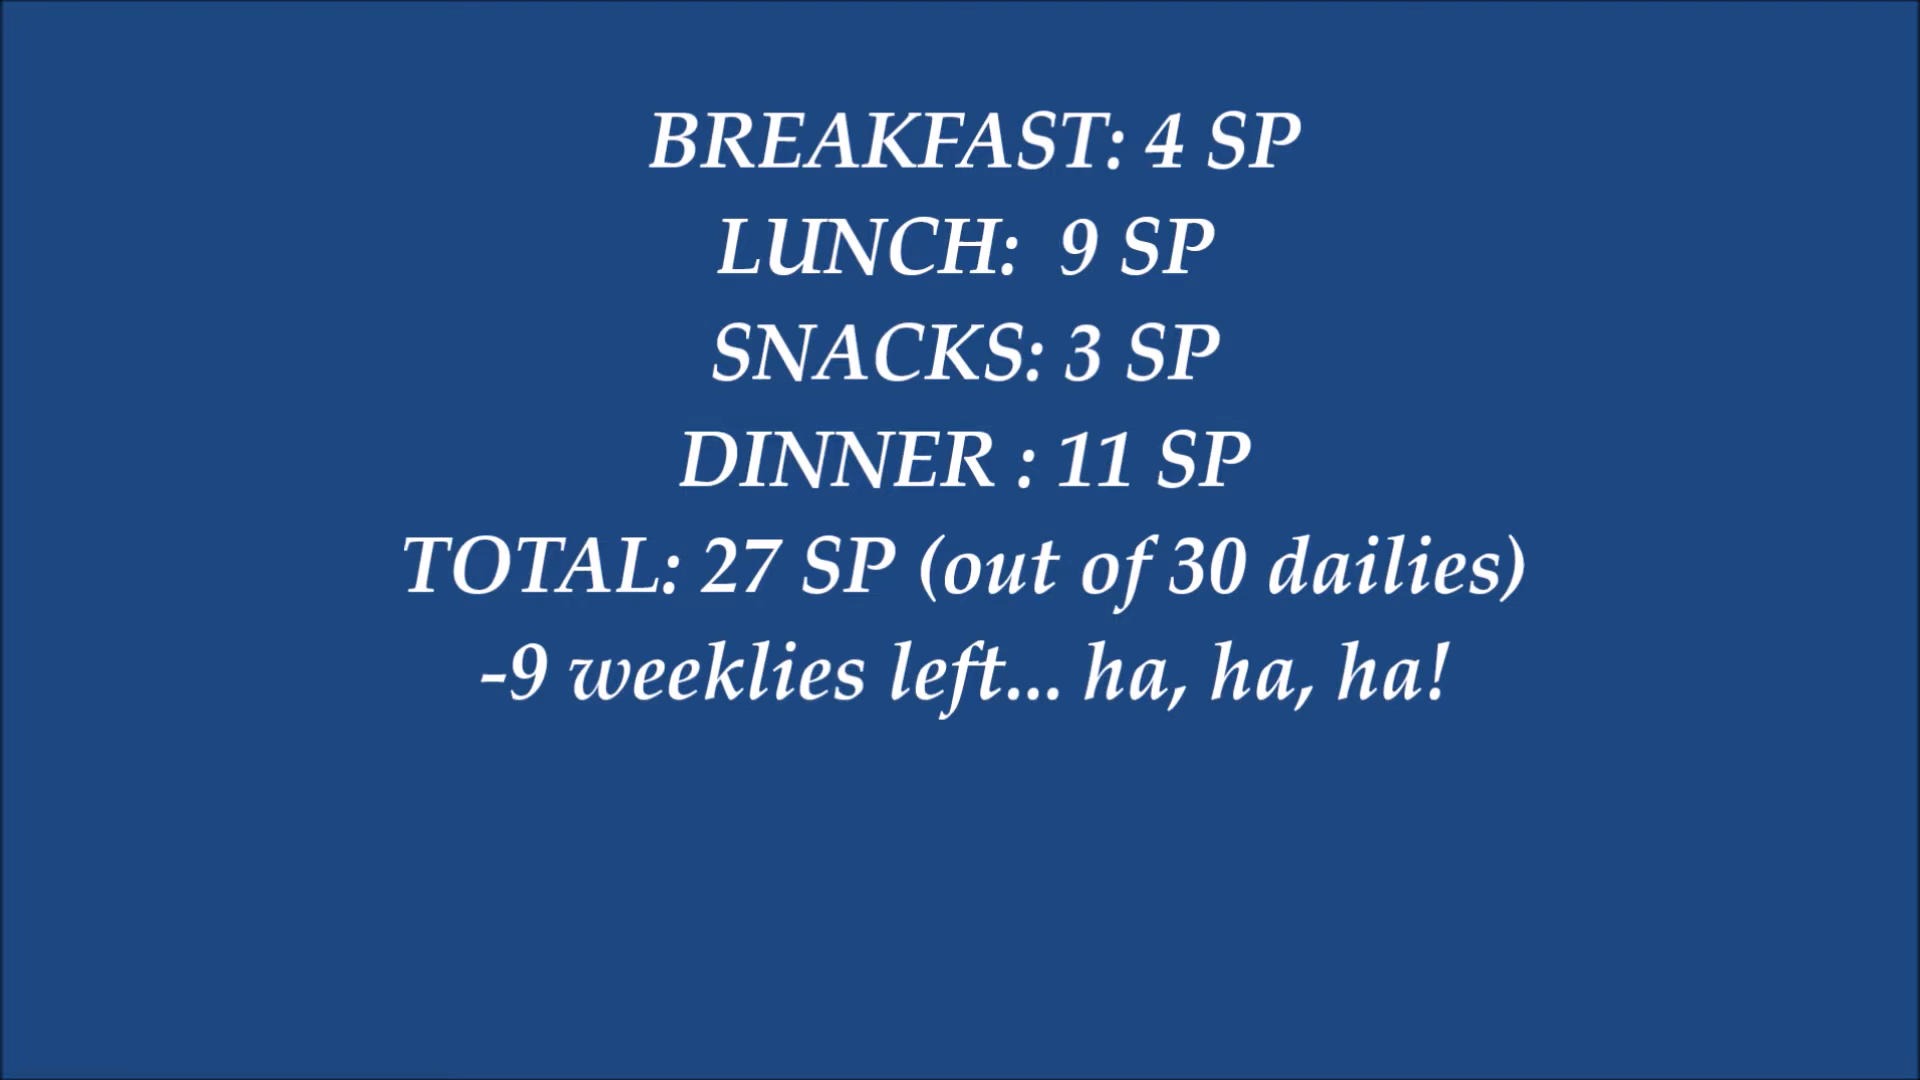 BREAKFAST: 4 SP
LUNCH:  9 SP
SNACKS: 3 SP
DINNER : 11 SP
TOTAL: 27 SP (out of 30 dailies)
-9 weeklies left... ha, ha, ha!